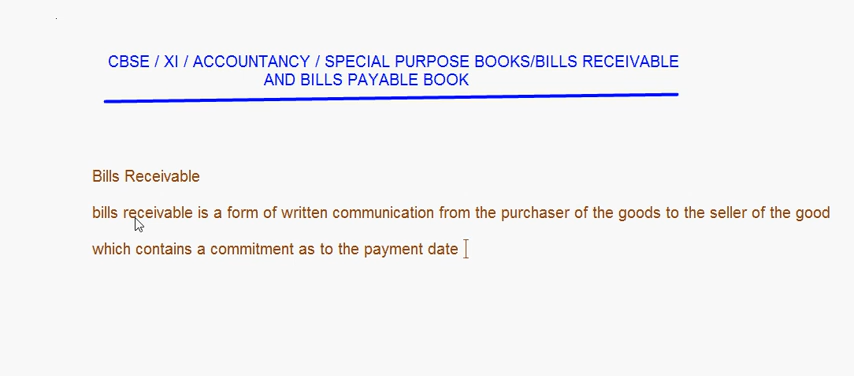 CBSE / XI / ACCOUNTANCY / SPECIAL PURPOSE BOOKS/BILLS RECEIVABLE
AND BILLS PAYABLE BOOK
Bills Receivable
bills receivable is a form of written communication from the purchaser of the goods to the seller of the good
which contains a commitment as to the payment date